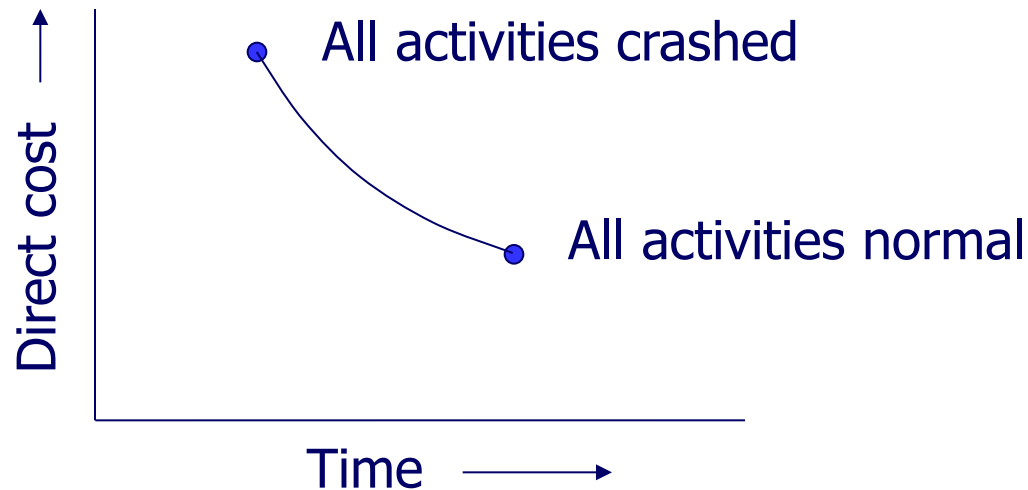 All activities crashed
All activities normal
Direct cost
Time